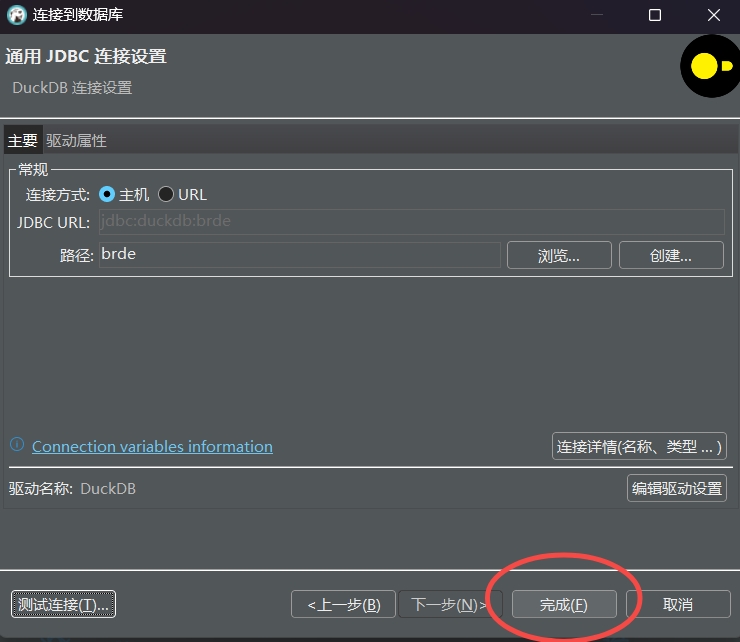 连接到数据库
通用 JDBC 连接设置
DuckDB 连接设置
主要 驱动属性
常规
连接方式: 主机 URL
JDBC URL: jdbc:duckdb:brde
路径: brde 浏览... 创建...
Connection variables information 连接详情(名称、类型 ... )
驱动名称: DuckDB 编辑驱动设置
测试连接(T)... <上一步(B) 下一步(N)> 完成(F) 取消